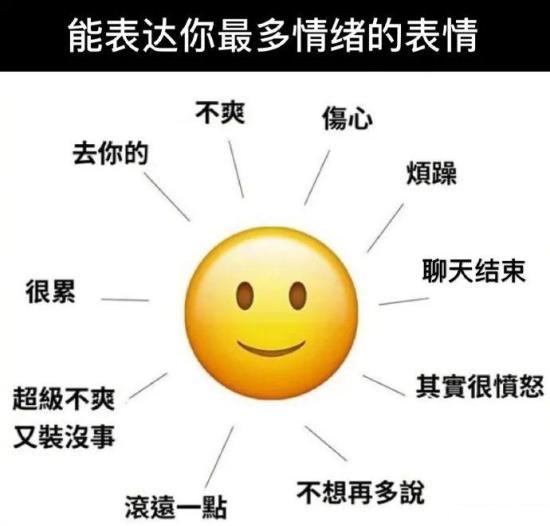 能表达你最多情绪的表情
不爽
傷心
去你的
煩躁
很累
聊天结束
超級不爽
又裝沒事
其實很憤怒
滾遠一點
不想再多說